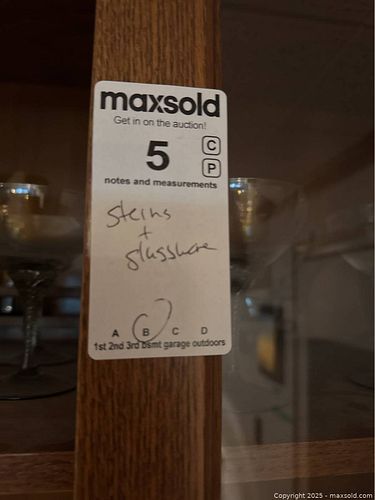 maxsold
Get in on the auction!
5
C
P
notes and measurements
steins
+
glassware
A B C D
1st 2nd 3rd bsmt garage outdoors
Copyright 2025 - maxsold.com